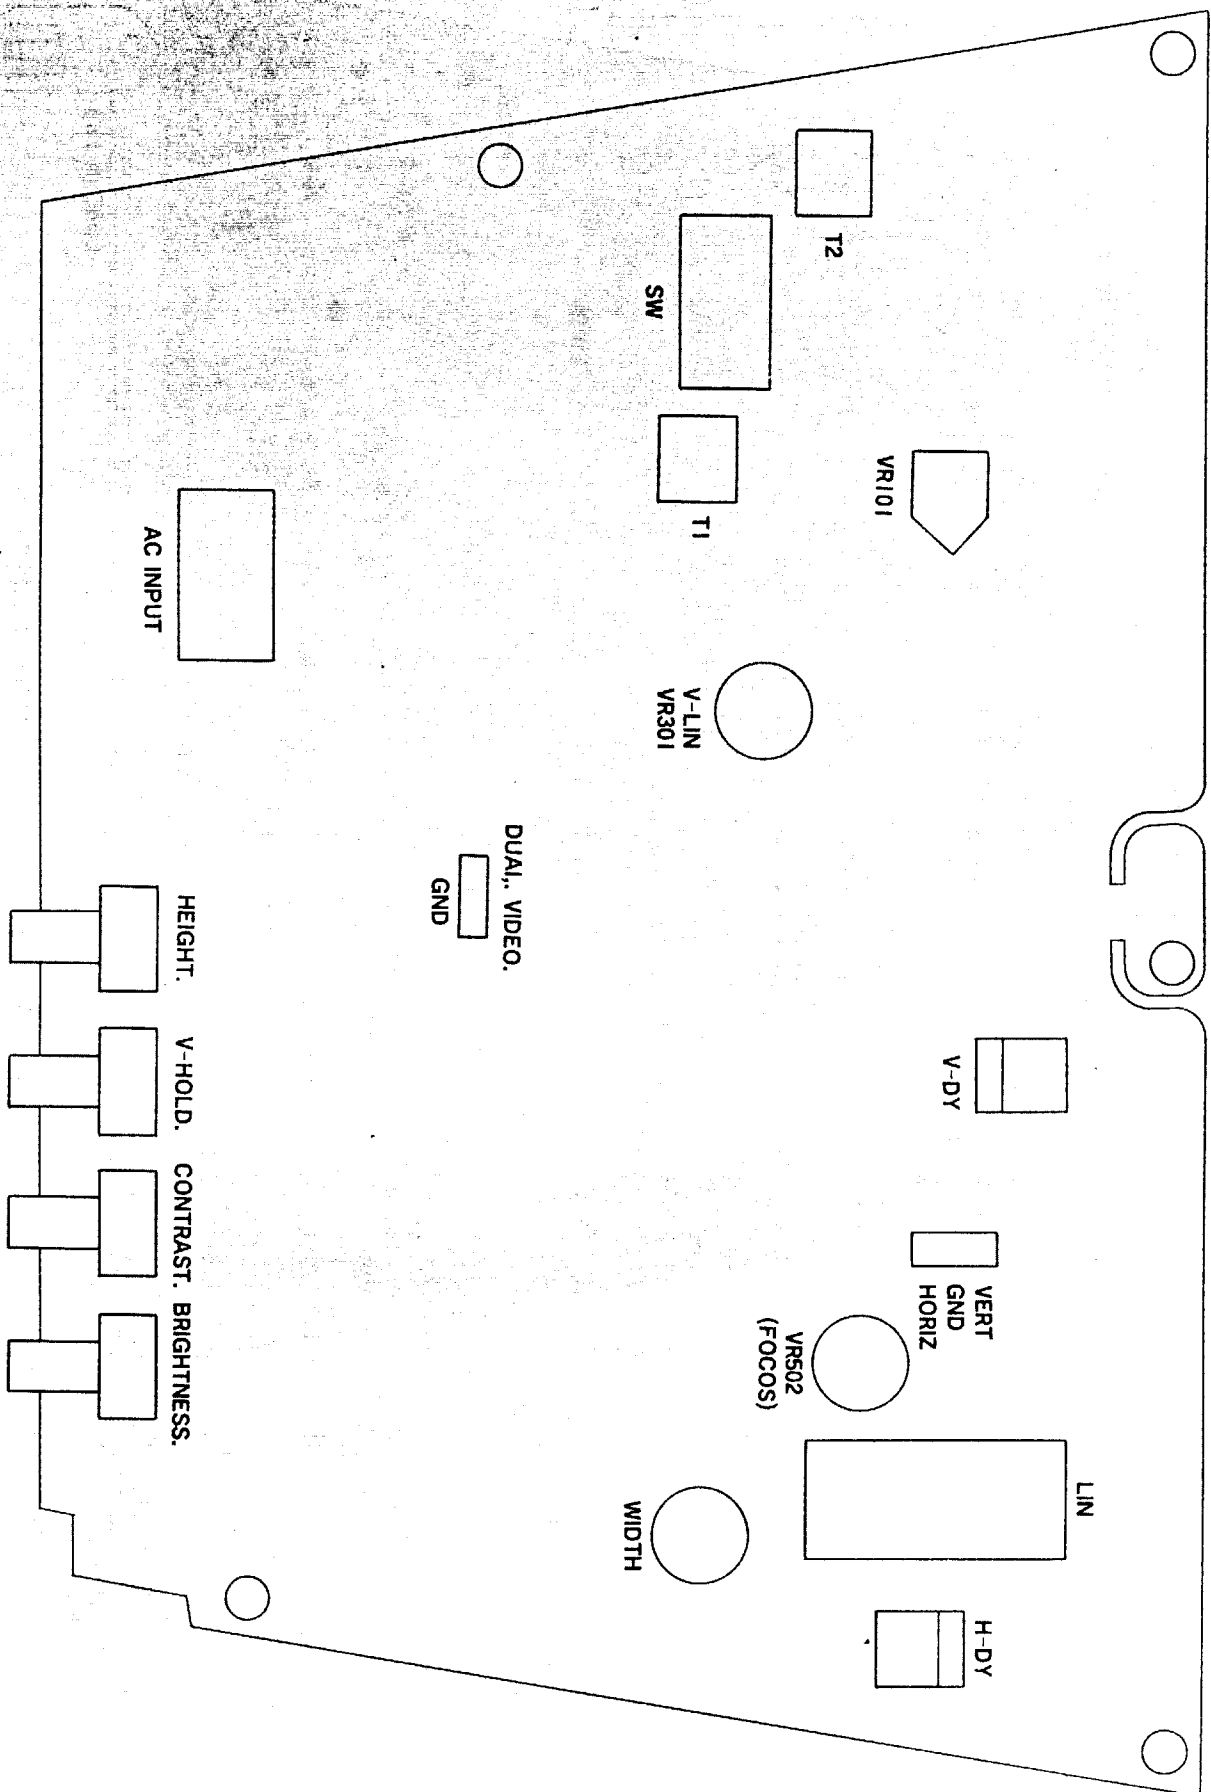 T2
SW
T1
VR101
AC INPUT
V-LIN
VR301
DUAI,. VIDEO.
GND
HEIGHT.
V-HOLD.
CONTRAST.
BRIGHTNESS.
V-DY
VERT
GND
HORIZ
VR502
(FOCOS)
LIN
WIDTH
H-DY